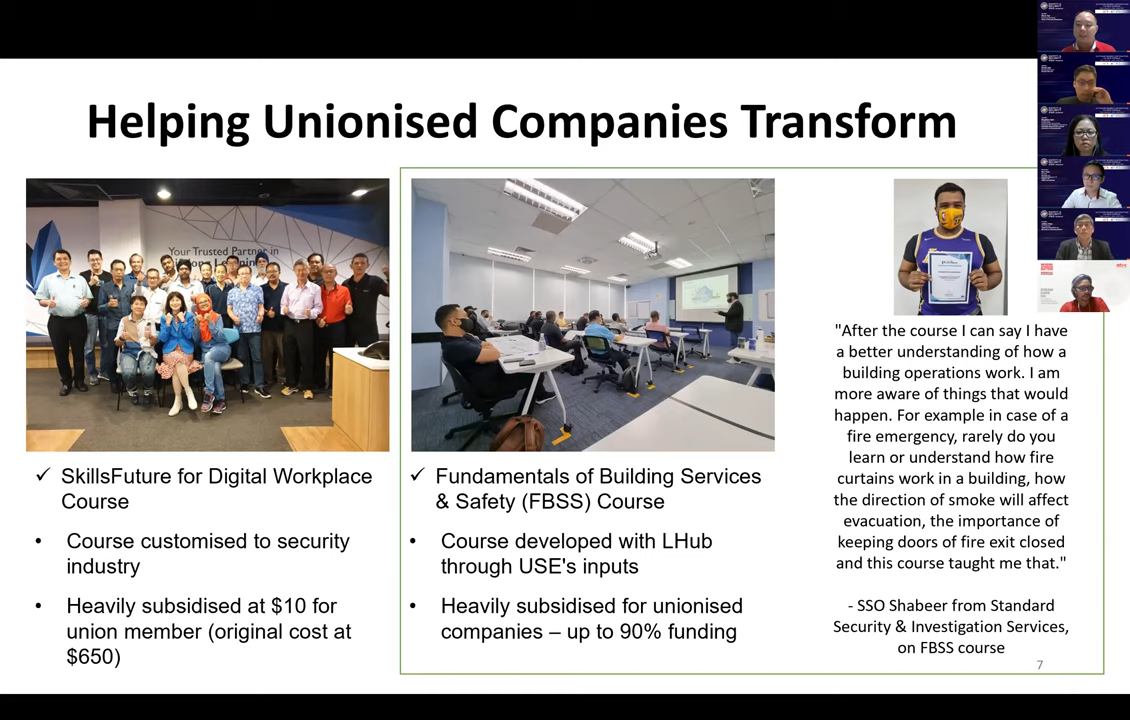 Helping Unionised Companies Transform
Your Trusted Partner in
✓ SkillsFuture for Digital Workplace
Course
• Course customised to security
industry
• Heavily subsidised at $10 for
union member (original cost at
$650)
✓ Fundamentals of Building Services
& Safety (FBSS) Course
• Course developed with LHub
through USE's inputs
• Heavily subsidised for unionised
companies – up to 90% funding
"After the course I can say I have
a better understanding of how a
building operations work. I am
more aware of things that would
happen. For example in case of a
fire emergency, rarely do you
learn or understand how fire
curtains work in a building, how
the direction of smoke will affect
evacuation, the importance of
keeping doors of fire exit closed
and this course taught me that."
- SSO Shabeer from Standard
Security & Investigation Services,
on FBSS course
7